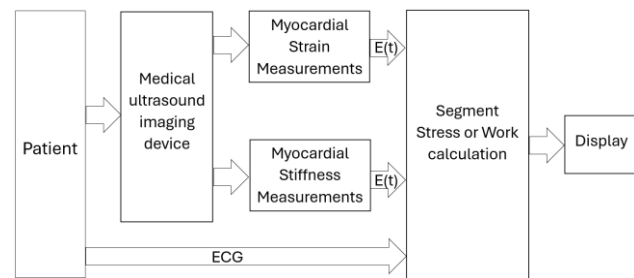 Patient
Medical
ultrasound
imaging
device
Myocardial
Strain
Measurements
E(t)
Myocardial
Stiffness
Measurements
E(t)
ECG
Segment
Stress or Work
calculation
Display